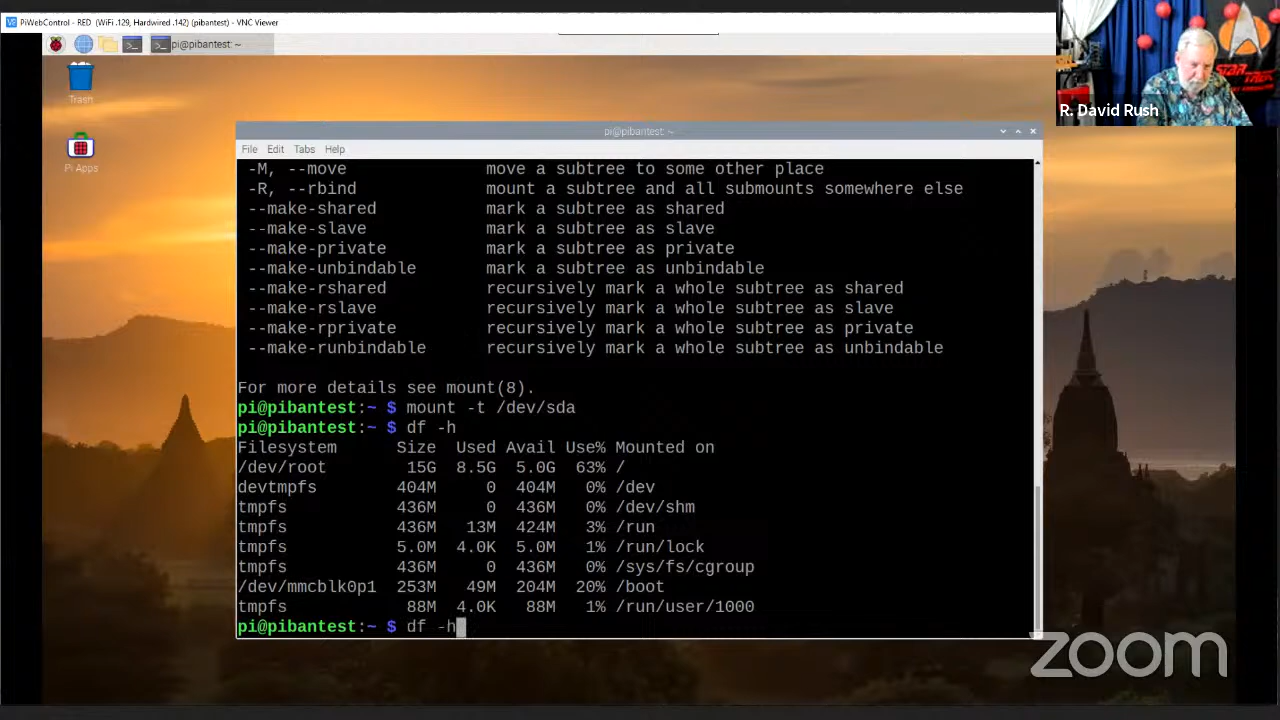 PiWebControl - RED (WiFi .129, Hardwired .142) (pibantest) - VNC Viewer
pi@pibantest: ~
Trash
Pi Apps
STAR TREK
R. David Rush
pi@pibantest: ~
File Edit Tabs Help
-M, --move move a subtree to some other place
-R, --rbind mount a subtree and all submounts somewhere else
--make-shared mark a subtree as shared
--make-slave mark a subtree as slave
--make-private mark a subtree as private
--make-unbindable mark a subtree as unbindable
--make-rshared recursively mark a whole subtree as shared
--make-rslave recursively mark a whole subtree as slave
--make-rprivate recursively mark a whole subtree as private
--make-runbindable recursively mark a whole subtree as unbindable
For more details see mount(8).
pi@pibantest:~ $ mount -t /dev/sda
pi@pibantest:~ $ df -h
Filesystem Size Used Avail Use% Mounted on
/dev/root 15G 8.5G 5.0G 63% /
devtmpfs 404M 0 404M 0% /dev
tmpfs 436M 0 436M 0% /dev/shm
tmpfs 436M 13M 424M 3% /run
tmpfs 5.0M 4.0K 5.0M 1% /run/lock
tmpfs 436M 0 436M 0% /sys/fs/cgroup
/dev/mmcblk0p1 253M 49M 204M 20% /boot
tmpfs 88M 4.0K 88M 1% /run/user/1000
pi@pibantest:~ $ df -h
zoom